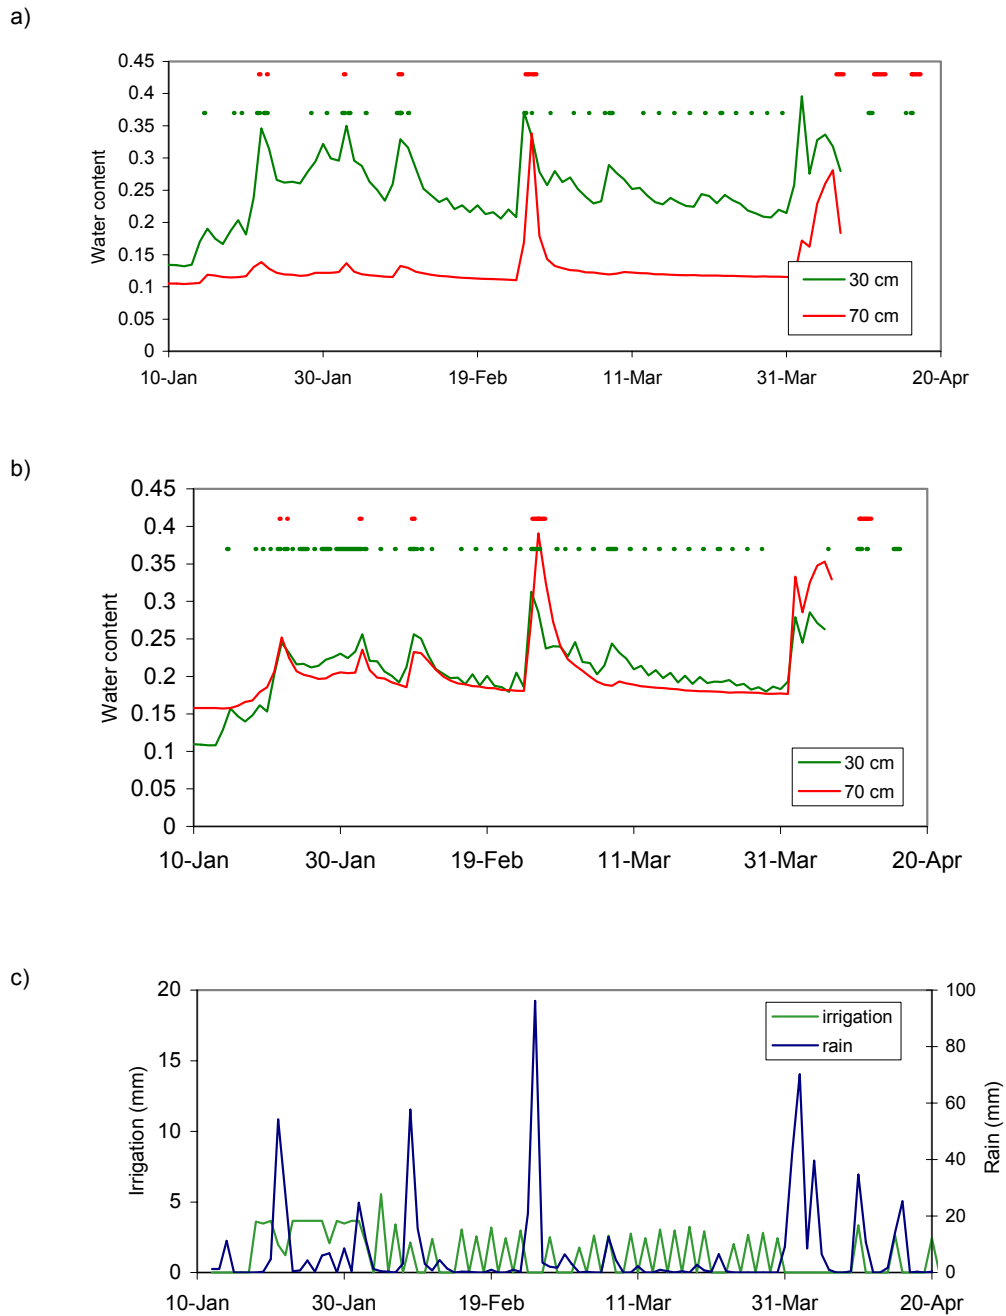 a)
0.45
0.4
0.35
0.3
0.25
0.2
0.15
0.1
0.05
0
Water content
30 cm
70 cm
10-Jan 30-Jan 19-Feb 11-Mar 31-Mar 20-Apr
b)
0.45
0.4
0.35
0.3
0.25
0.2
0.15
0.1
0.05
0
Water content
30 cm
70 cm
10-Jan 30-Jan 19-Feb 11-Mar 31-Mar 20-Apr
c)
20
15
10
5
0
Irrigation (mm)
irrigation
rain
100
80
60
40
20
0
Rain (mm)
10-Jan 30-Jan 19-Feb 11-Mar 31-Mar 20-Apr